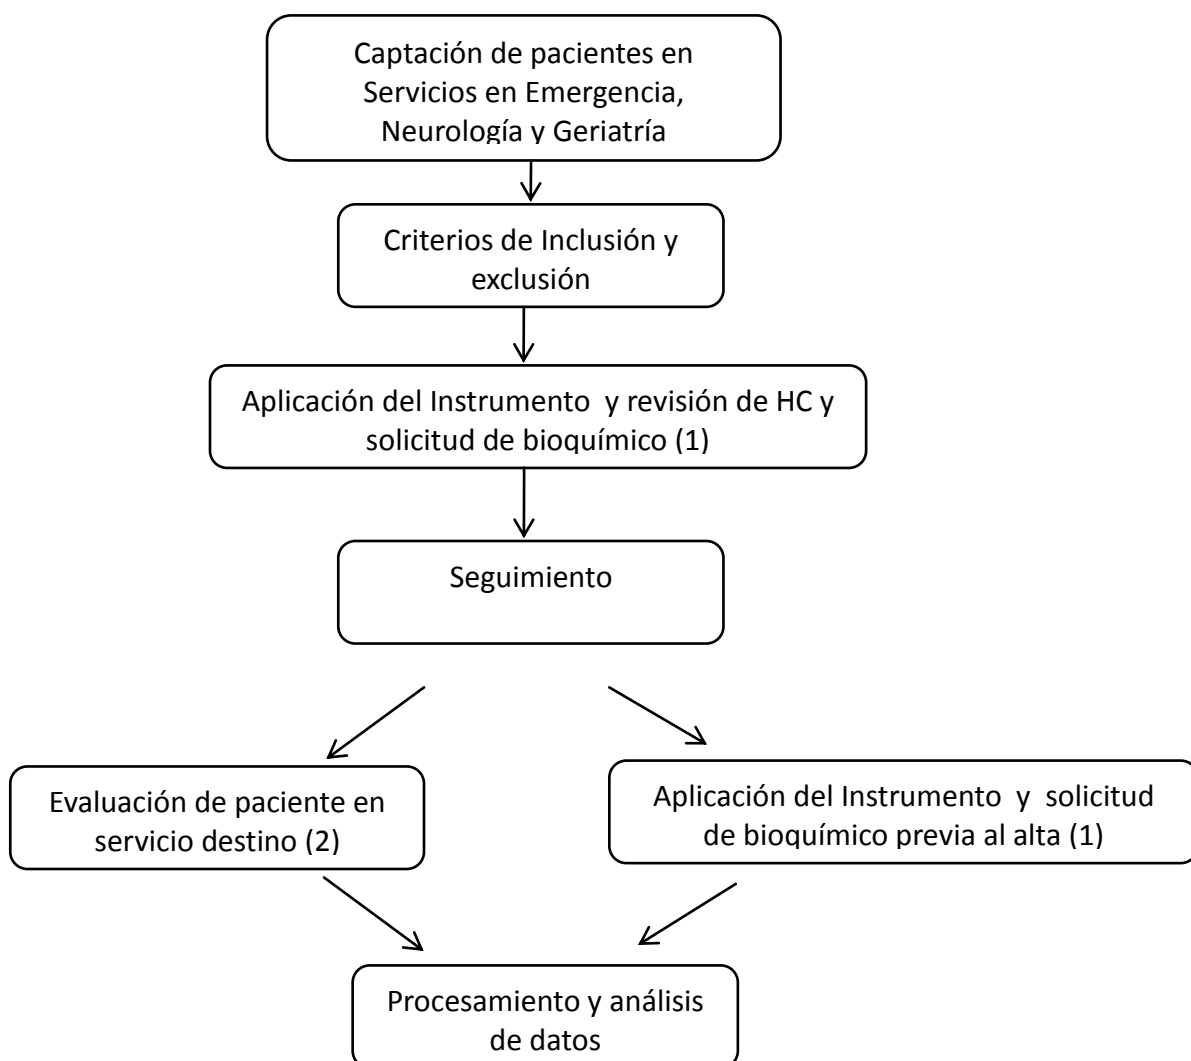 Captación de pacientes en
Servicios en Emergencia,
Neurología y Geriatría
Criterios de Inclusión y
exclusión
Aplicación del Instrumento  y revisión de HC y
solicitud de bioquímico (1)
Seguimiento
Evaluación de paciente en
servicio destino (2)
Aplicación del Instrumento  y  solicitud
de bioquímico previa al alta (1)
Procesamiento y análisis
de datos